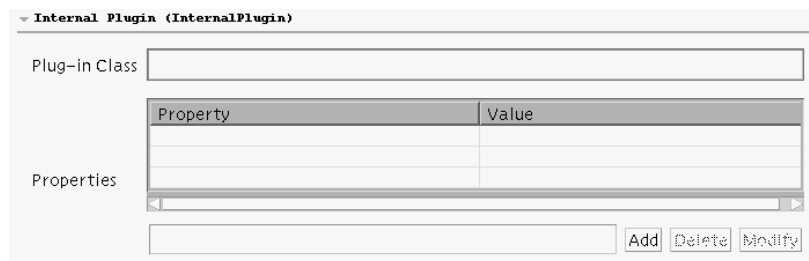 Internal Plugin (InternalPlugin)
Plug-in Class
Property Value
Properties
Add Delete Modify